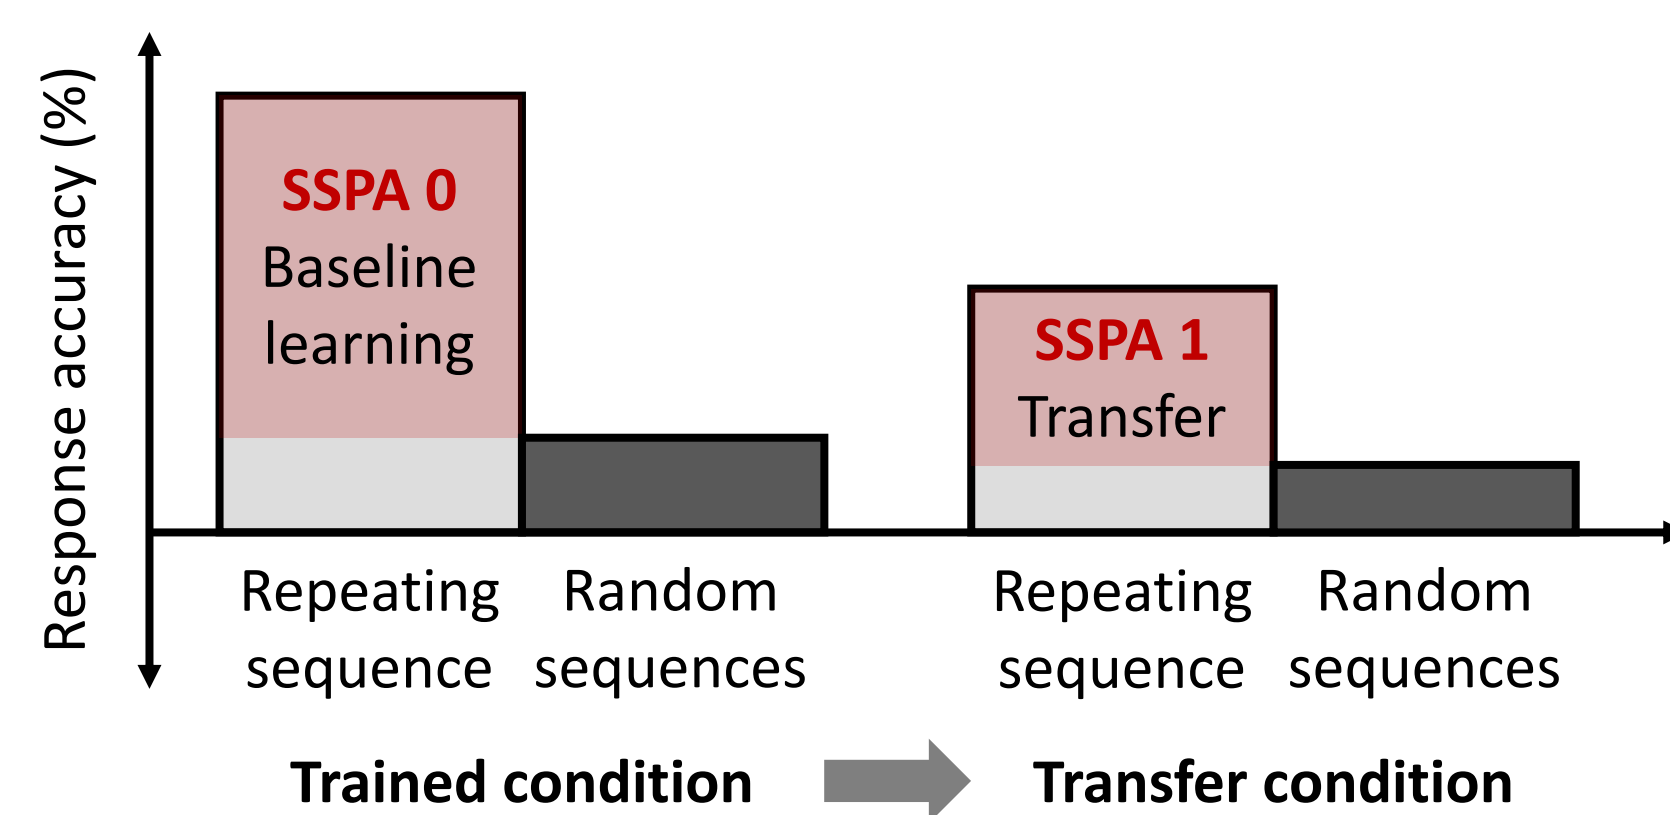 Response accuracy (%)
SSPA 0
Baseline
learning
SSPA 1
Transfer
Repeating
sequence
Random
sequences
Repeating
sequence
Random
sequences
Trained condition
Transfer condition